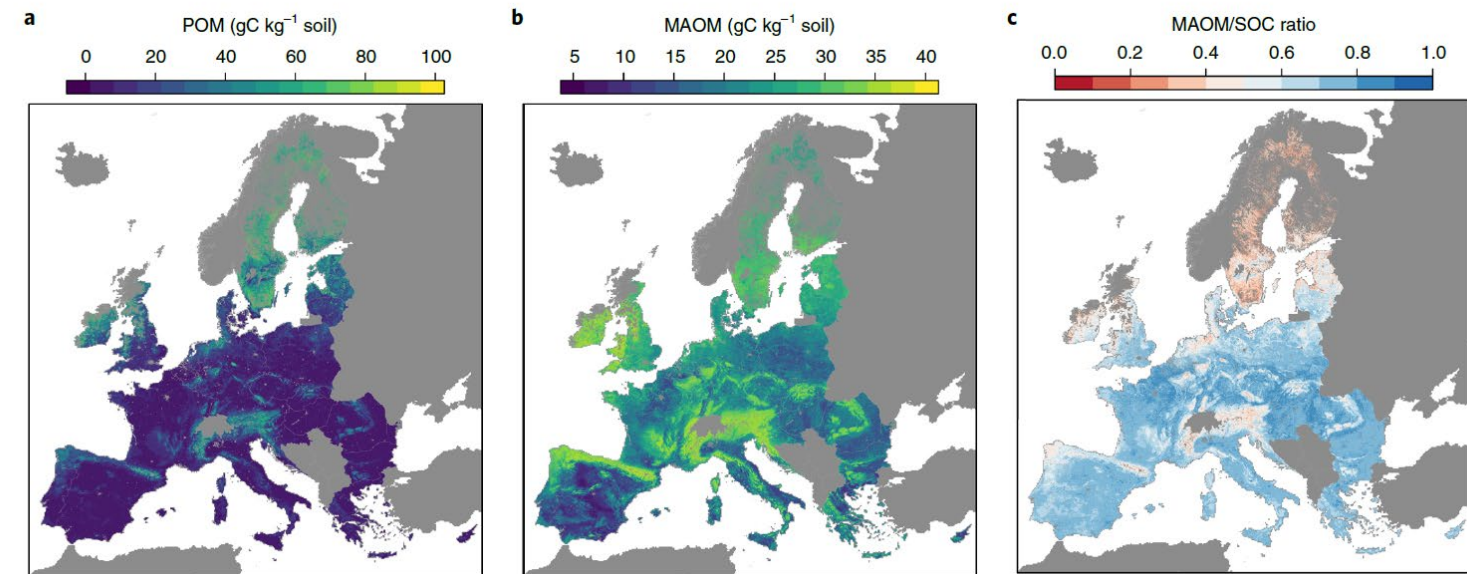 a
POM (gC kg⁻¹ soil)
0 20 40 60 80 100
b
MAOM (gC kg⁻¹ soil)
5 10 15 20 25 30 35 40
c
MAOM/SOC ratio
0.0 0.2 0.4 0.6 0.8 1.0